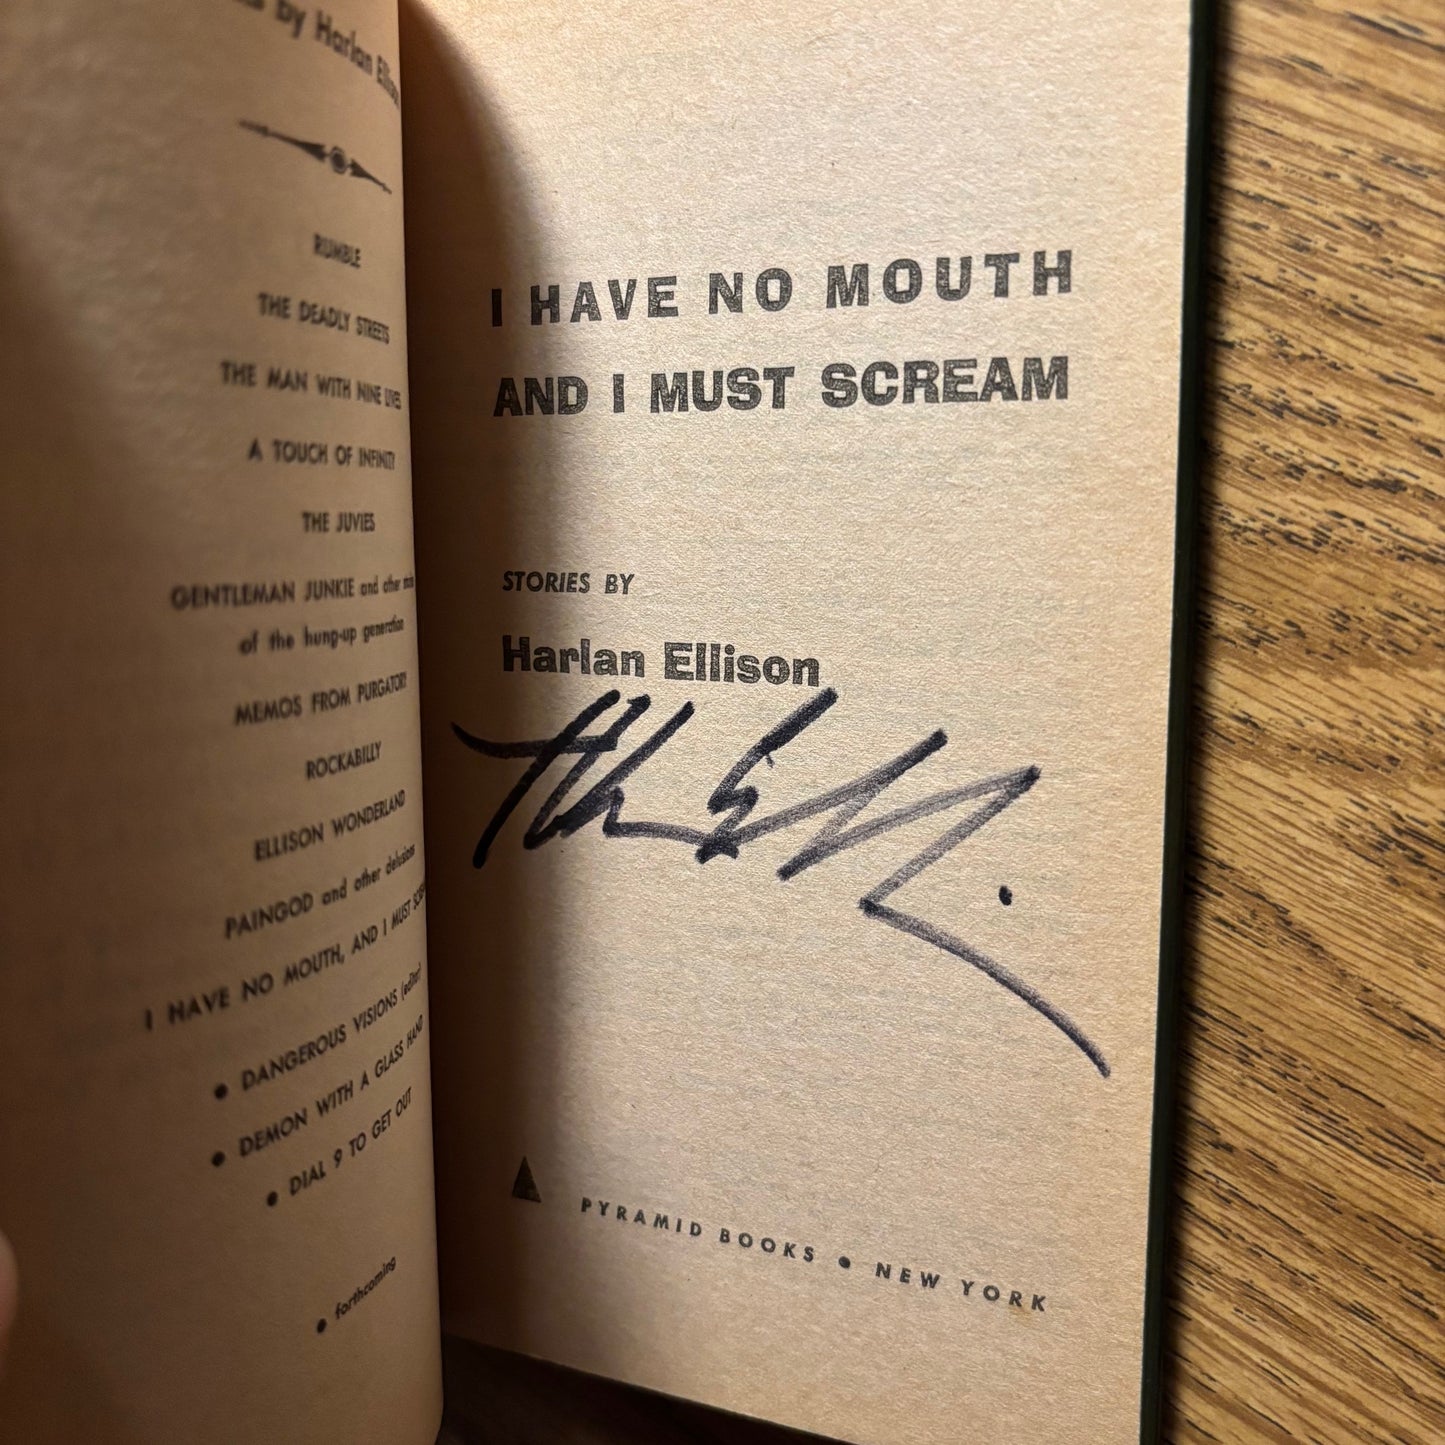 by Harlan Ellison
RUMBLE
THE DEADLY STREETS
THE MAN WITH NINE LIVES
A TOUCH OF INFINITY
THE JUVIES
GENTLEMAN JUNKIE and other
of the hung-up generation
MEMOS FROM PURGATORY
ROCKABILLY
ELLISON WONDERLAND
PAINGOD and other delusions
I HAVE NO MOUTH, AND I MUST
• DANGEROUS VISIONS (editor)
• DEMON WITH A GLASS HAND
• DIAL 9 TO GET OUT
• forthcoming
I HAVE NO MOUTH
AND I MUST SCREAM
STORIES BY
Harlan Ellison
PYRAMID BOOKS • NEW YORK